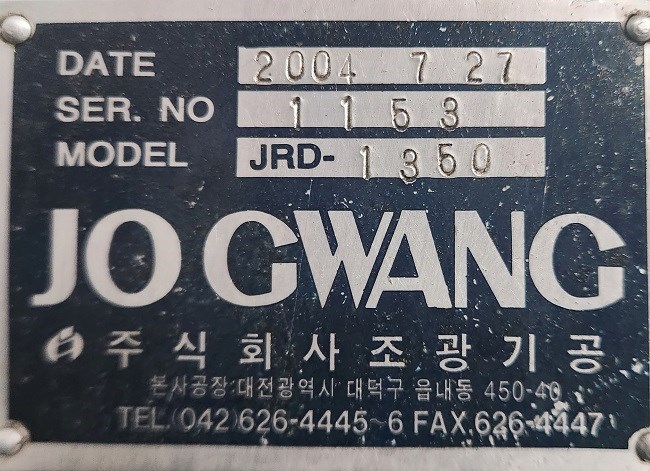 DATE 2004 7 27
SER. NO 1153
MODEL JRD-1350
JO GWANG
주식회사조광기공
본사공장:대전광역시 대덕구 읍내동 450-40
TEL.(042)626-4445~6 FAX.626-4447